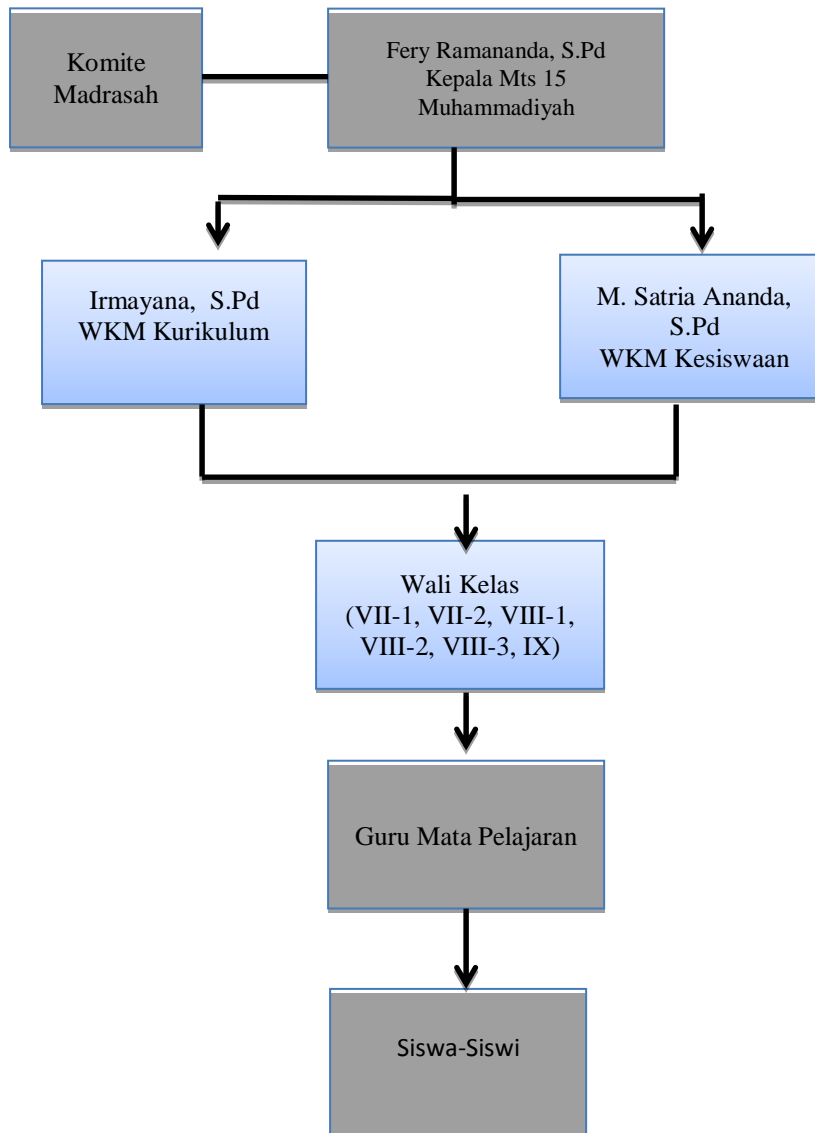 Komite
Madrasah
Fery Ramananda, S.Pd
Kepala Mts 15
Muhammadiyah
Irmayana, S.Pd
WKM Kurikulum
M. Satria Ananda,
S.Pd
WKM Kesiswaan
Wali Kelas
(VII-1, VII-2, VIII-1,
VIII-2, VIII-3, IX)
Guru Mata Pelajaran
Siswa-Siswi